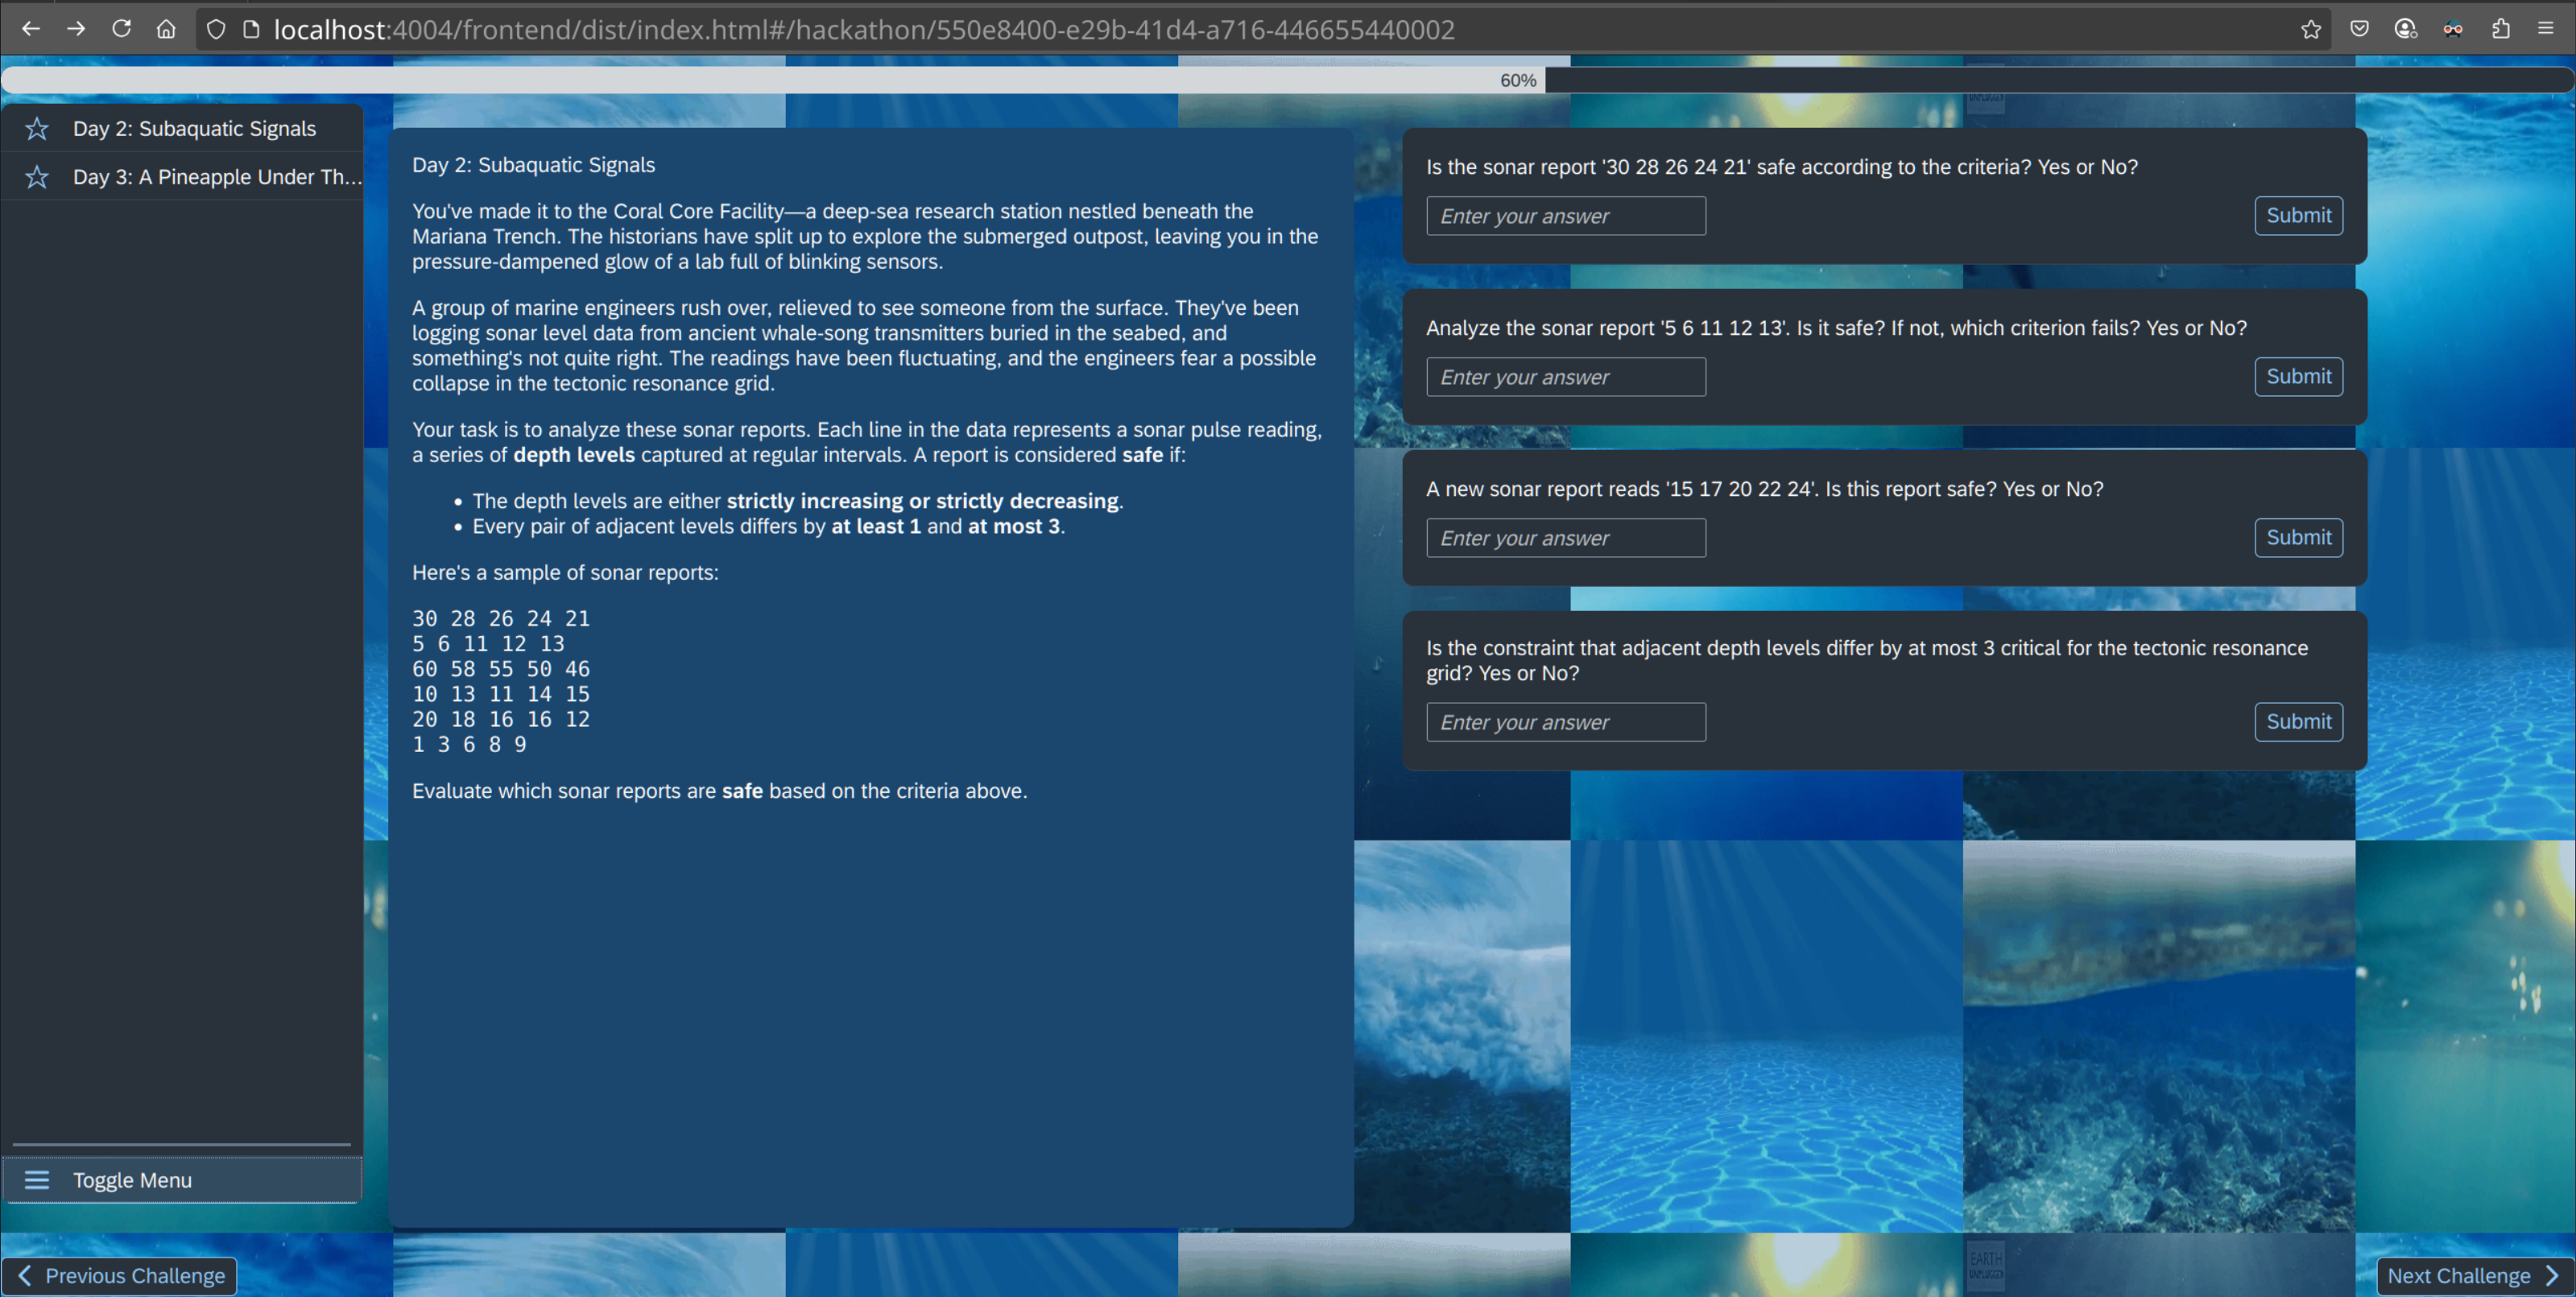 localhost:4004/frontend/dist/index.html#/hackathon/550e8400-e29b-41d4-a716-446655440002
60%
Day 2: Subaquatic Signals
Day 3: A Pineapple Under Th...
Toggle Menu
Day 2: Subaquatic Signals
You've made it to the Coral Core Facility—a deep-sea research station nestled beneath the
Mariana Trench. The historians have split up to explore the submerged outpost, leaving you in the
pressure-dampened glow of a lab full of blinking sensors.
A group of marine engineers rush over, relieved to see someone from the surface. They've been
logging sonar level data from ancient whale-song transmitters buried in the seabed, and
something's not quite right. The readings have been fluctuating, and the engineers fear a possible
collapse in the tectonic resonance grid.
Your task is to analyze these sonar reports. Each line in the data represents a sonar pulse reading,
a series of depth levels captured at regular intervals. A report is considered safe if:
• The depth levels are either strictly increasing or strictly decreasing.
• Every pair of adjacent levels differs by at least 1 and at most 3.
Here's a sample of sonar reports:
30 28 26 24 21
5 6 11 12 13
60 58 55 50 46
10 13 11 14 15
20 18 16 16 12
1 3 6 8 9
Evaluate which sonar reports are safe based on the criteria above.
Is the sonar report '30 28 26 24 21' safe according to the criteria? Yes or No?
Enter your answer
Submit
Analyze the sonar report '5 6 11 12 13'. Is it safe? If not, which criterion fails? Yes or No?
Enter your answer
Submit
A new sonar report reads '15 17 20 22 24'. Is this report safe? Yes or No?
Enter your answer
Submit
Is the constraint that adjacent depth levels differ by at most 3 critical for the tectonic resonance
grid? Yes or No?
Enter your answer
Submit
EARTH
UNPLUGGED
Previous Challenge
Next Challenge